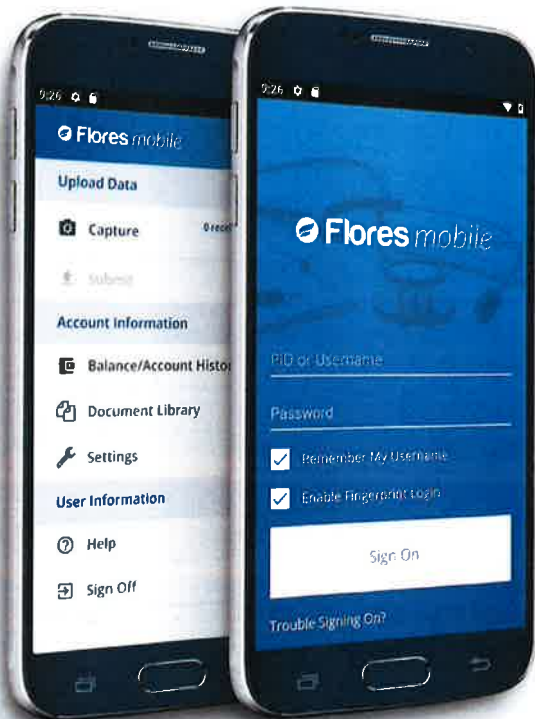 9:26
Flores mobile
Upload Data
Capture
Submit
Account Information
Balance/Account Histor
Document Library
Settings
User Information
Help
Sign Off
9:26
Flores mobile
PID or Username
Password
Remember My Username
Enable Fingerprint Login
Sign On
Trouble Signing On?